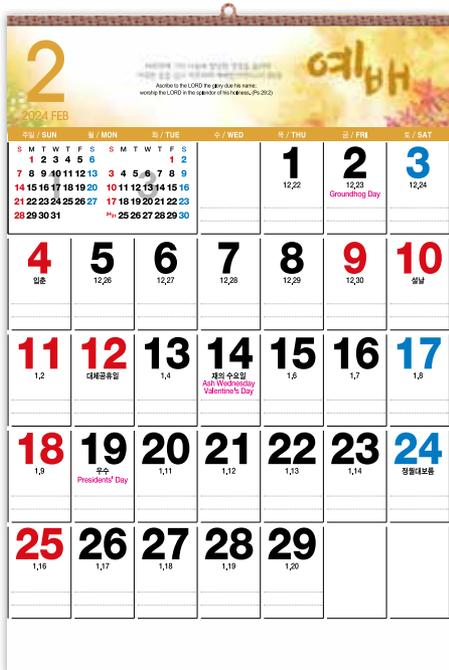 예배
2
2024 FEB
Ascribe to the LORD the glory due his name;
worship the LORD in the splendor of his holiness. (Ps 29:2)
주일 / SUN 월 / MON 화 / TUE 수 / WED 목 / THU 금 / FRI 토 / SAT
1
S M T W T F S
1 2 3 4 5 6
7 8 9 10 11 12 13
14 15 16 17 18 19 20
21 22 23 24 25 26 27
28 29 30 31
3
S M T W T F S
1 2
3 4 5 6 7 8 9
10 11 12 13 14 15 16
17 18 19 20 21 22 23
24/31 25 26 27 28 29 30
1 2 3
12.22 12.23 12.24
Groundhog Day
4 5 6 7 8 9 10
입춘 12.26 12.27 12.28 12.29 12.30 설날
11 12 13 14 15 16 17
1.2 대체공휴일 1.4 재의 수요일 1.6 1.7 1.8
Ash Wednesday
Valentine's Day
18 19 20 21 22 23 24
1.9 우수 1.11 1.12 1.13 1.14 정월대보름
Presidents' Day
25 26 27 28 29
1.16 1.17 1.18 1.19 1.20